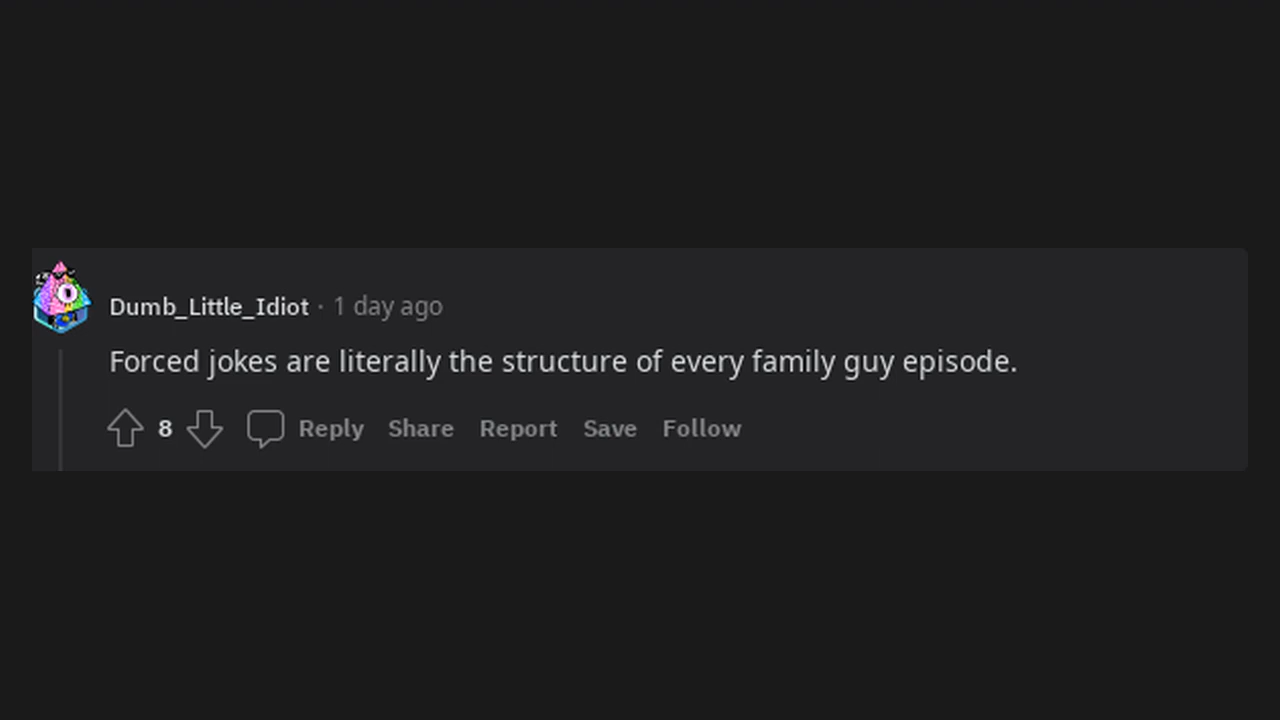 Dumb_Little_Idiot · 1 day ago
Forced jokes are literally the structure of every family guy episode.
8 Reply Share Report Save Follow